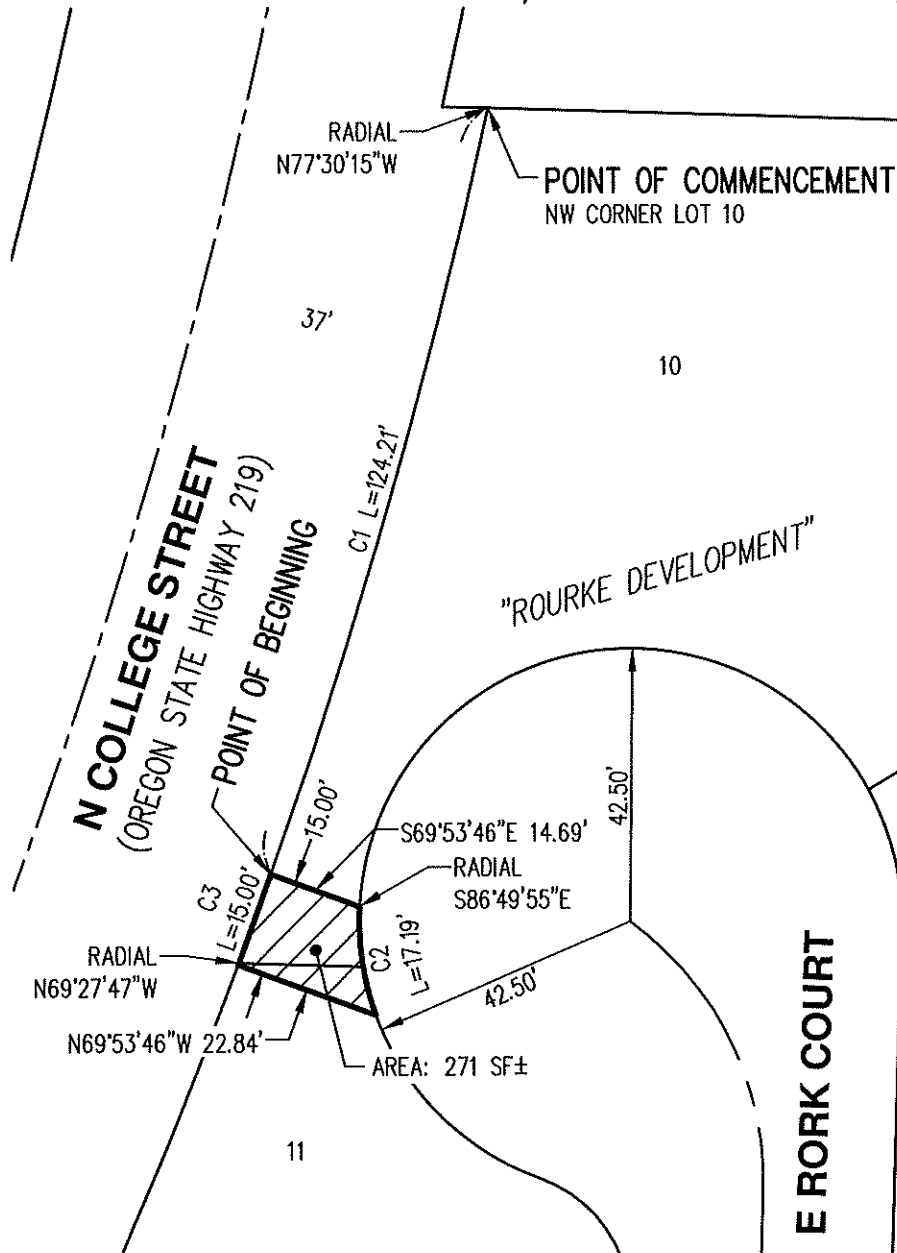 RADIAL
N77°30'15"W
POINT OF COMMENCEMENT
NW CORNER LOT 10
37'
10
C1 L=124.21'
N COLLEGE STREET
(OREGON STATE HIGHWAY 219)
POINT OF BEGINNING
"ROURKE DEVELOPMENT"
15.00'
42.50'
S69°53'46"E 14.69'
RADIAL
S86°49'55"E
C3
L=15.00'
C2
L=17.19'
42.50'
RADIAL
N69°27'47"W
N69°53'46"W 22.84'
AREA: 271 SF±
11
E RORK COURT